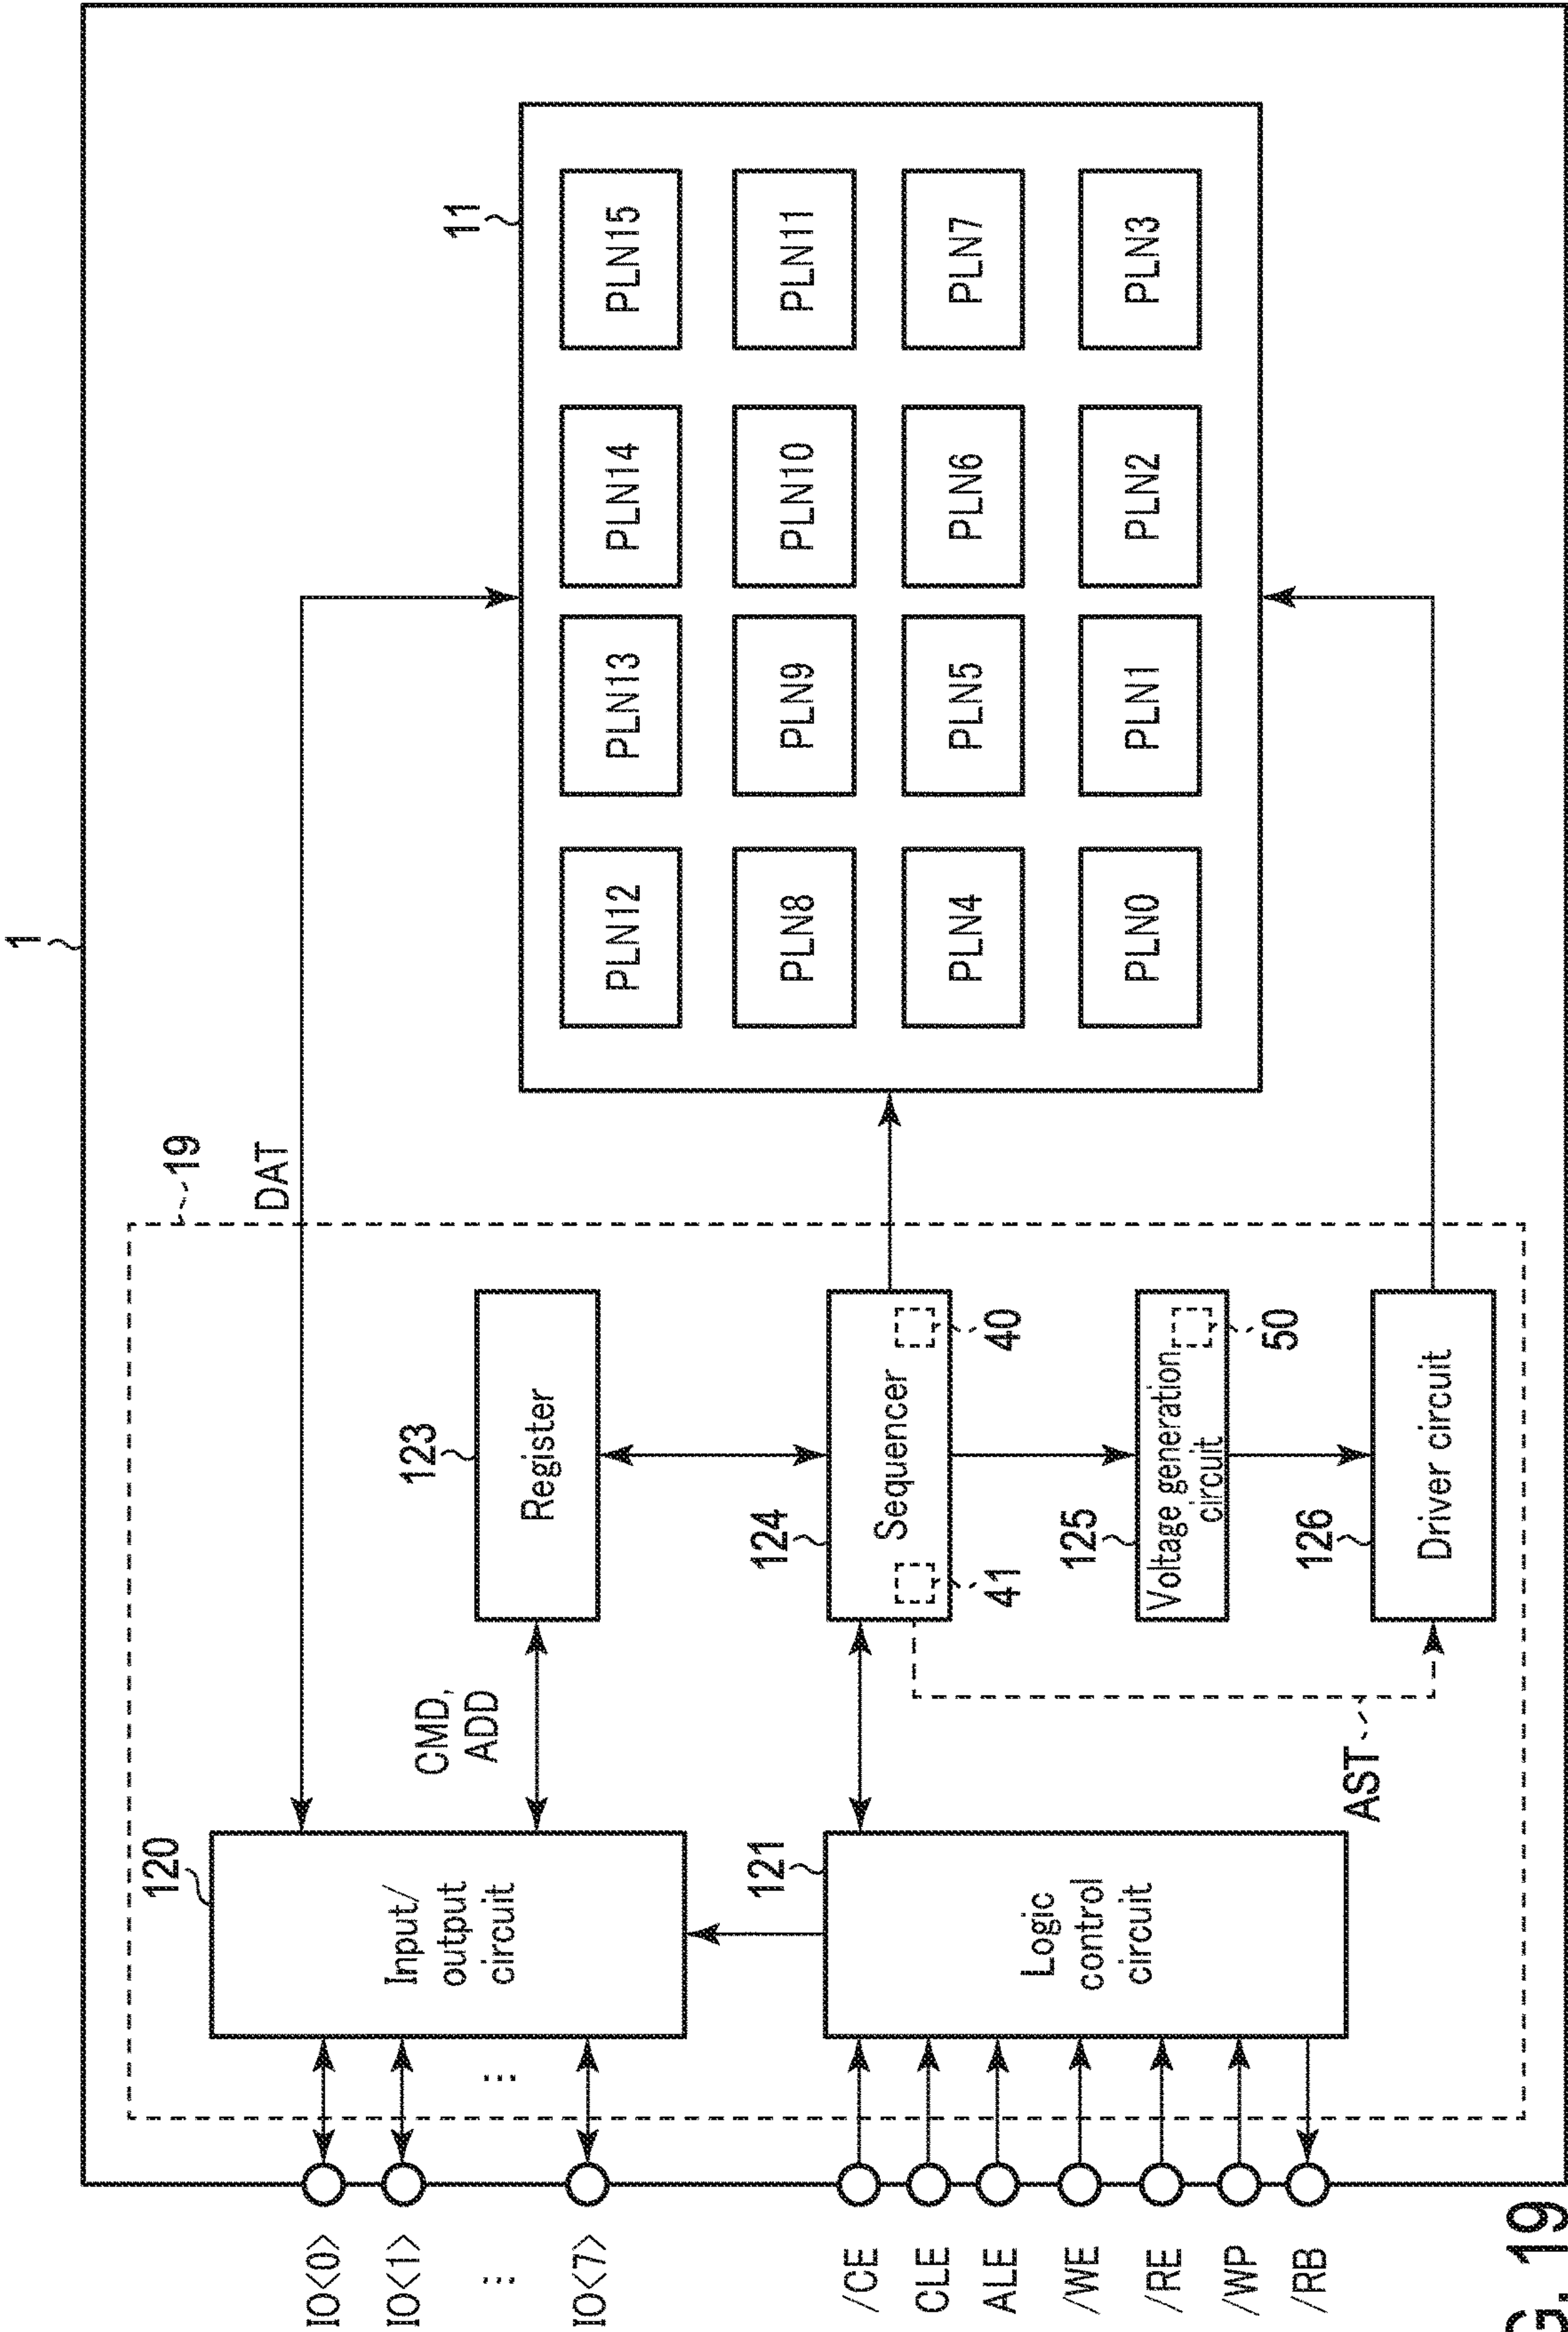 1
19
11
DAT
IO<0>
IO<1>
IO<7>
120
Input/
output
circuit
CMD,
ADD
123
Register
PLN12
PLN13
PLN14
PLN15
PLN8
PLN9
PLN10
PLN11
PLN4
PLN5
PLN6
PLN7
PLN0
PLN1
PLN2
PLN3
/CE
CLE
ALE
/WE
/RE
/WP
/RB
121
Logic
control
circuit
124
Sequencer
41
40
125
Voltage generation
circuit
50
126
Driver circuit
AST
G. 19